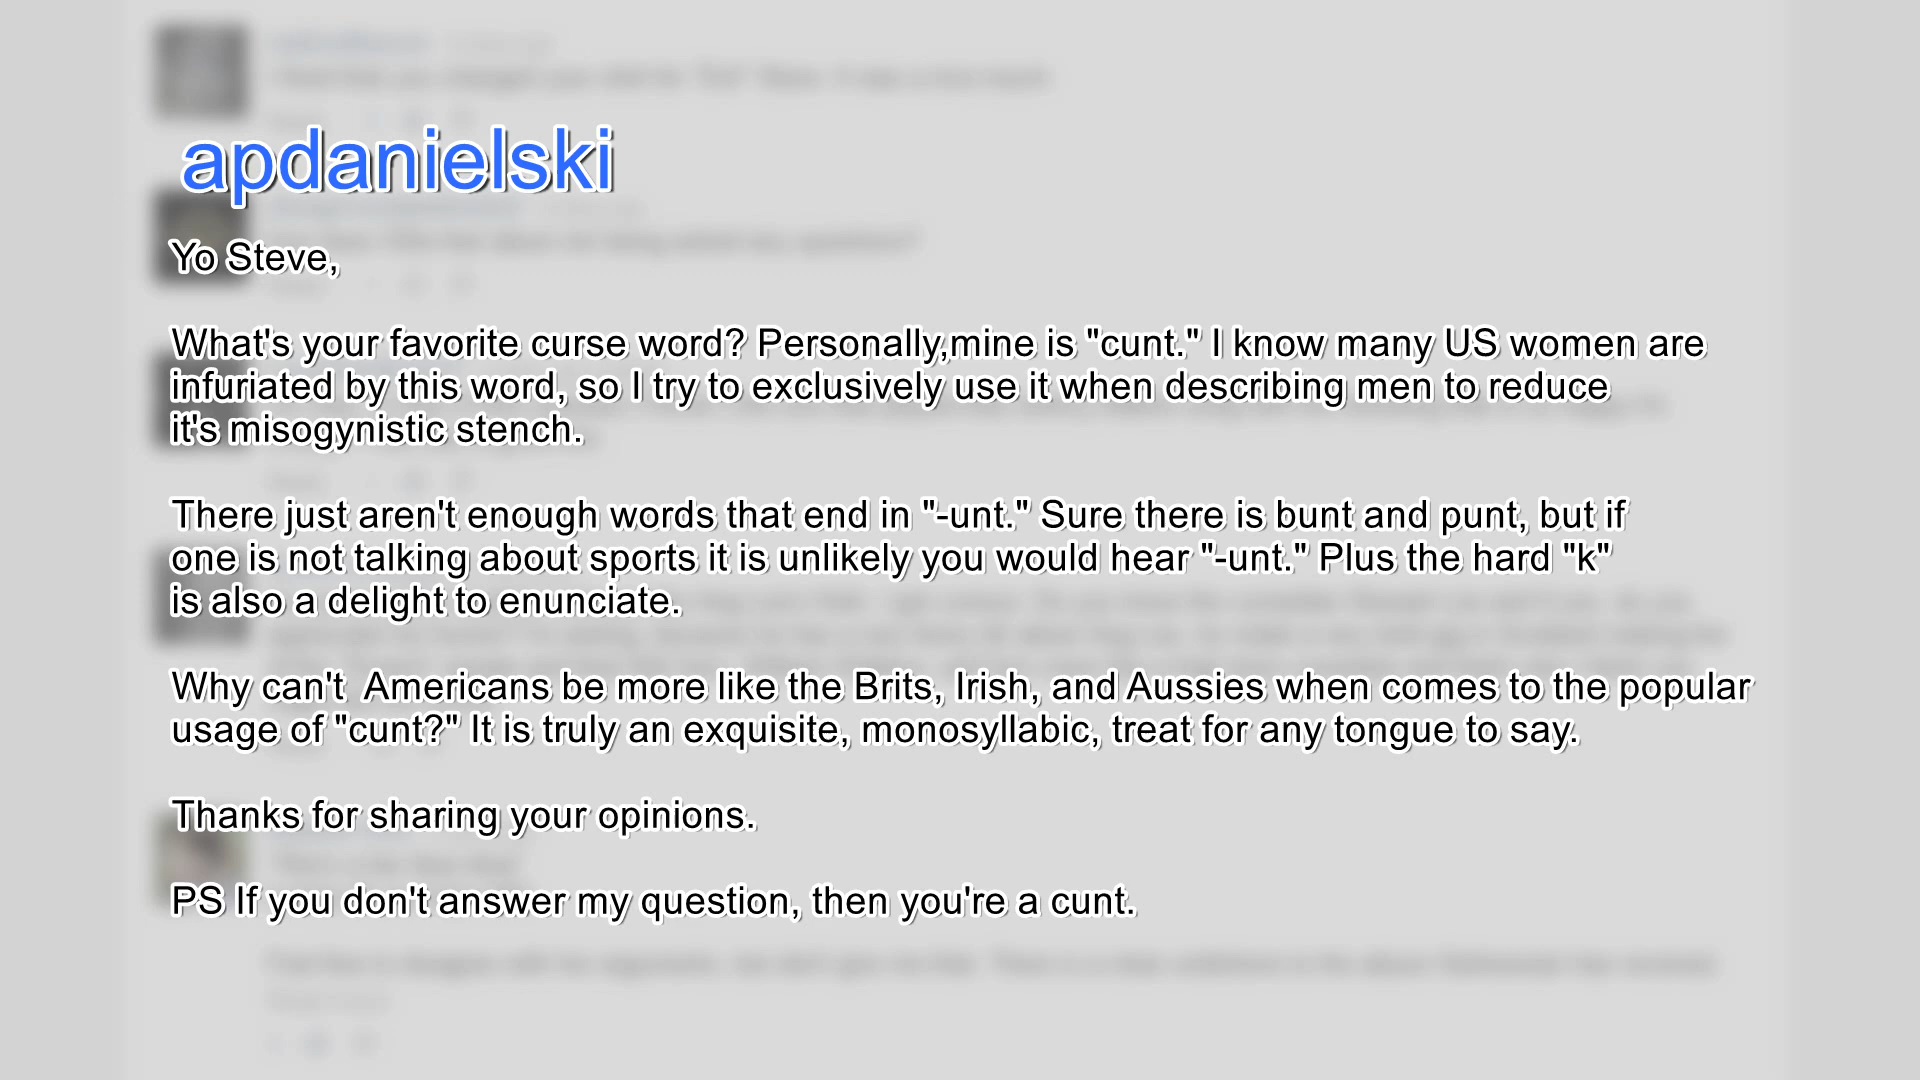 apdanielski
Yo Steve,
What's your favorite curse word? Personally,mine is "cunt." I know many US women are
infuriated by this word, so I try to exclusively use it when describing men to reduce
it's misogynistic stench.
There just aren't enough words that end in "-unt." Sure there is bunt and punt, but if
one is not talking about sports it is unlikely you would hear "-unt." Plus the hard "k"
is also a delight to enunciate.
Why can't  Americans be more like the Brits, Irish, and Aussies when comes to the popular
usage of "cunt?" It is truly an exquisite, monosyllabic, treat for any tongue to say.
Thanks for sharing your opinions.
PS If you don't answer my question, then you're a cunt.